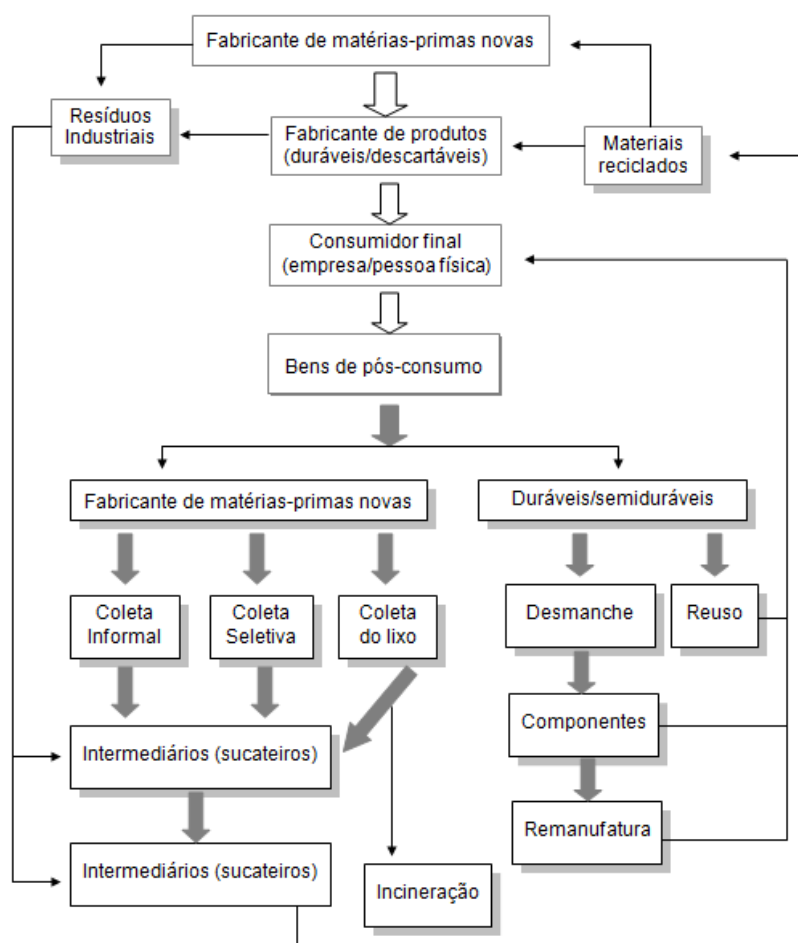 Fabricante de matérias-primas novas
Resíduos
Industriais
Fabricante de produtos
(duráveis/descartáveis)
Materiais
reciclados
Consumidor final
(empresa/pessoa física)
Bens de pós-consumo
Fabricante de matérias-primas novas
Duráveis/semiduráveis
Coleta
Informal
Coleta
Seletiva
Coleta
do lixo
Desmanche
Reuso
Componentes
Intermediários (sucateiros)
Remanufatura
Intermediários (sucateiros)
Incineração